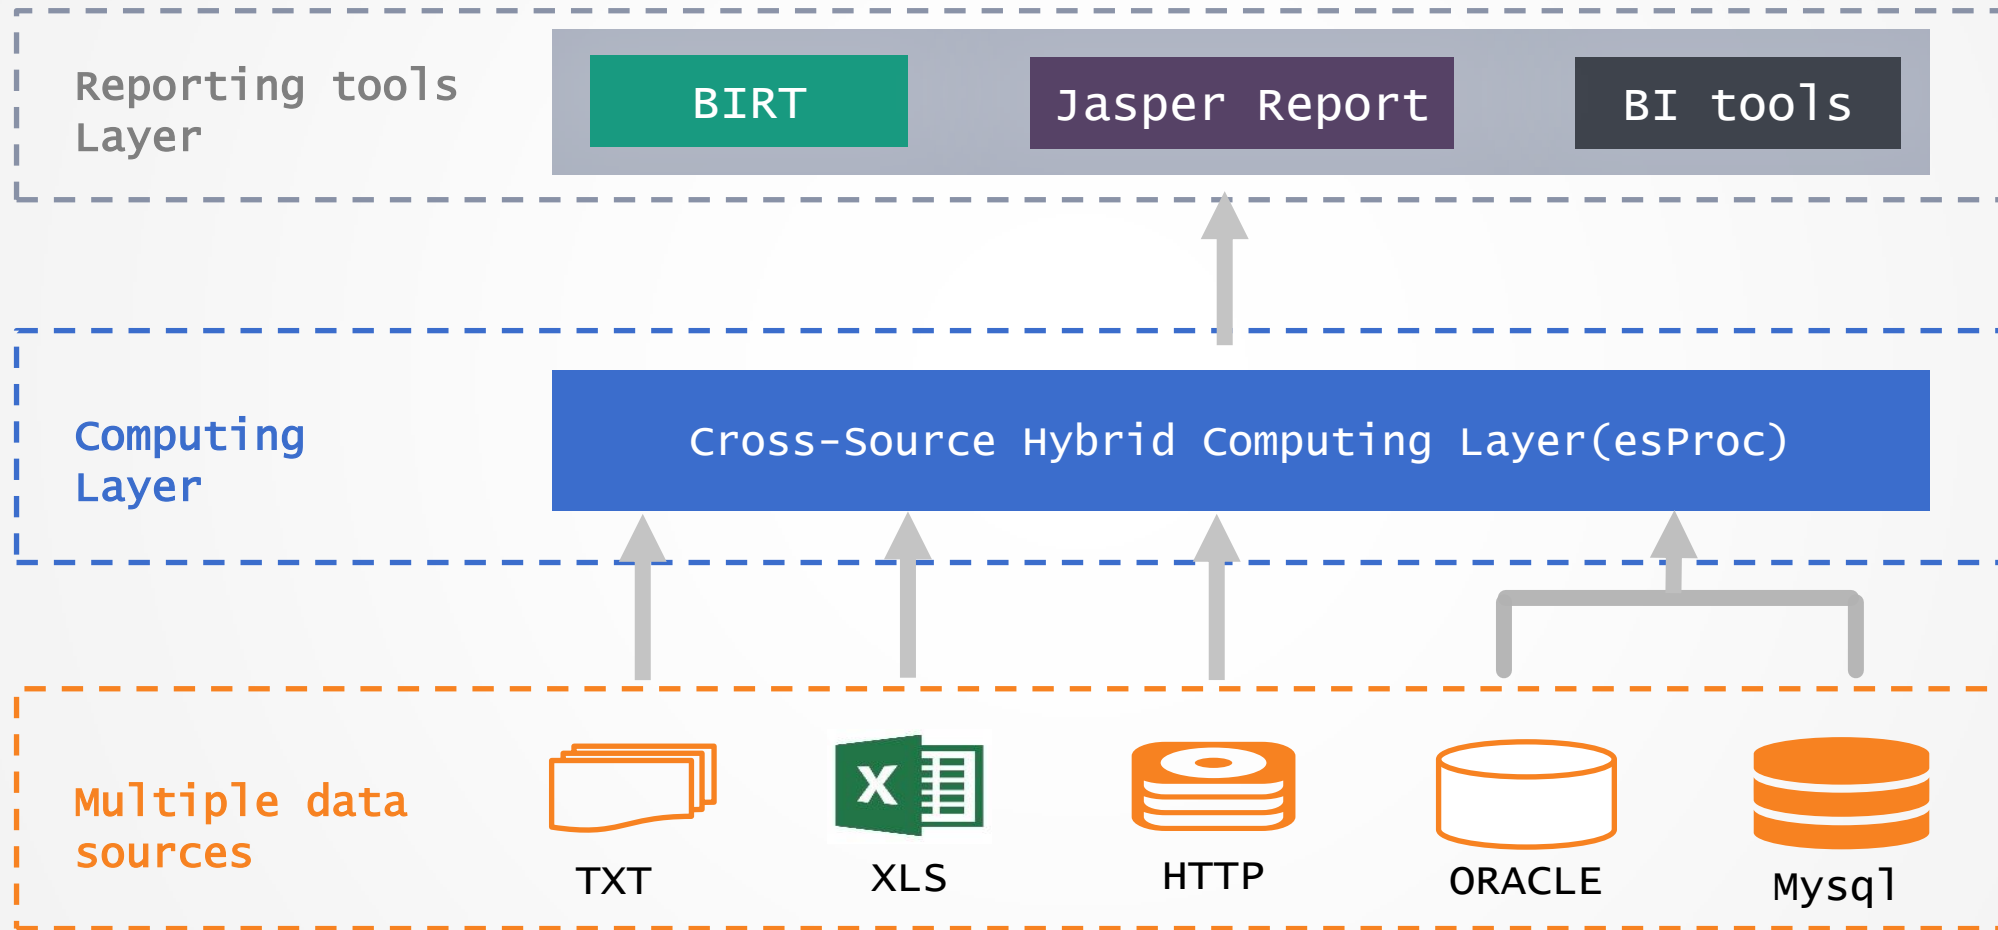 Reporting tools
Layer
BIRT
Jasper Report
BI tools
Computing
Layer
Cross-Source Hybrid Computing Layer(esProc)
Multiple data
sources
X
TXT
XLS
HTTP
ORACLE
Mysql